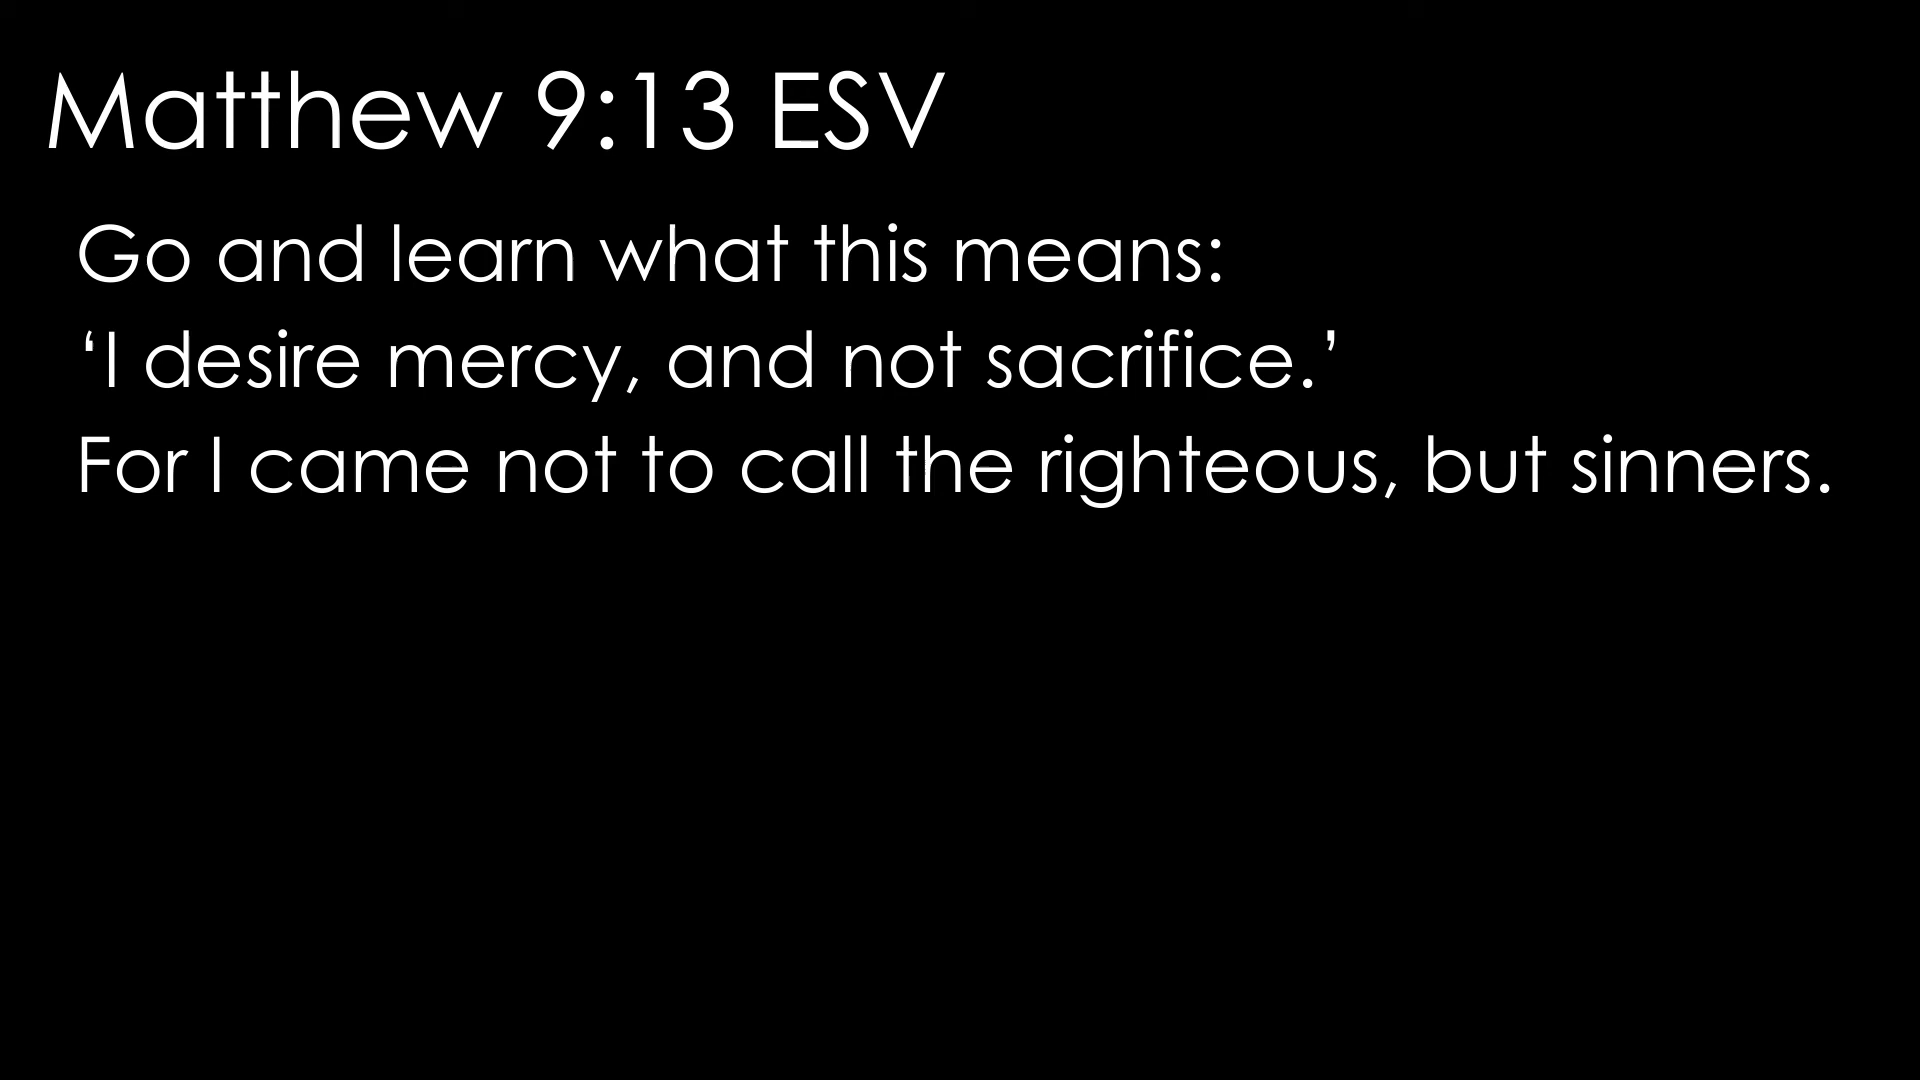 Matthew 9:13 ESV
Go and learn what this means:
‘I desire mercy, and not sacrifice.’
For I came not to call the righteous, but sinners.